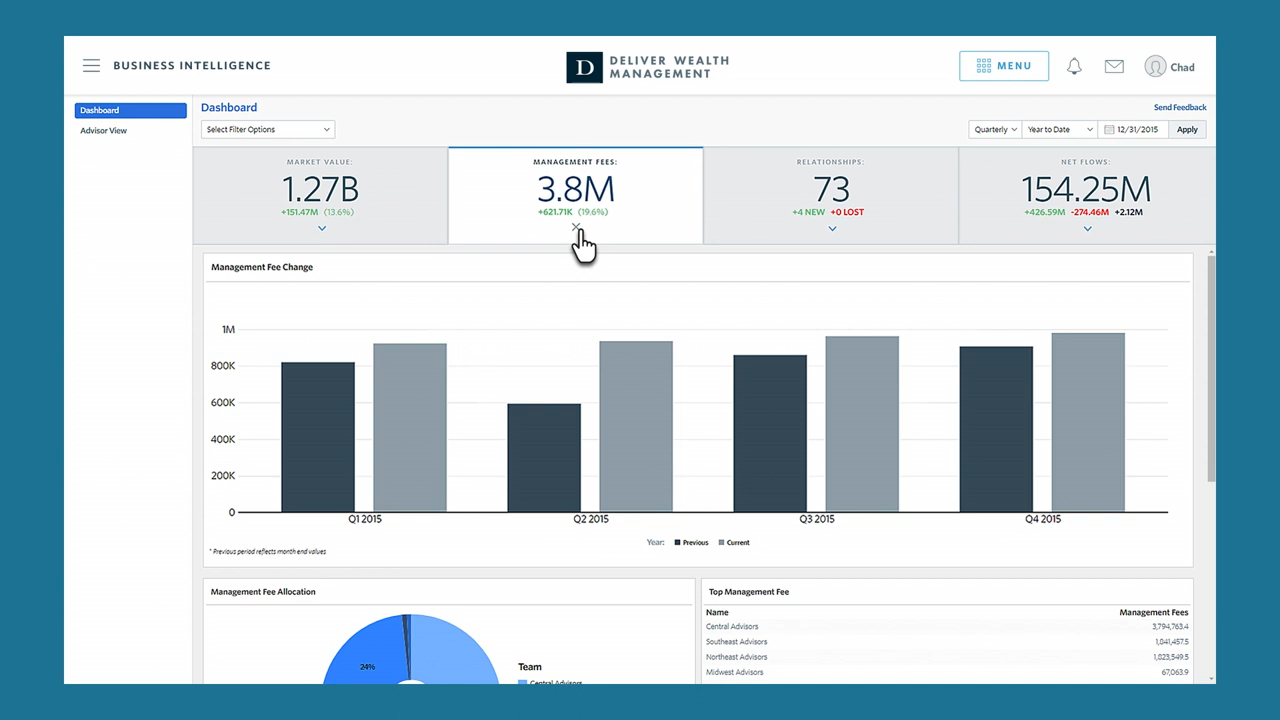 BUSINESS INTELLIGENCE
D
DELIVER WEALTH
MANAGEMENT
MENU
Chad
Dashboard
Advisor View
Dashboard
Send Feedback
Select Filter Options
Quarterly
Year to Date
12/31/2015
Apply
MARKET VALUE:
1.27B
+151.47M (13.6%)
MANAGEMENT FEES:
3.8M
+621.71K (19.6%)
RELATIONSHIPS:
73
+4 NEW +0 LOST
NET FLOWS:
154.25M
+426.59M -274.46M +2.12M
Management Fee Change
1M
800K
600K
400K
200K
0
Q1 2015
Q2 2015
Q3 2015
Q4 2015
Year: Previous Current
* Previous period reflects month end values
Management Fee Allocation
24%
Team
Central Advisors
Top Management Fee
Name Management Fees
Central Advisors 3,794,763.4
Southeast Advisors 1,841,457.5
Northeast Advisors 1,823,549.5
Midwest Advisors 67,063.9